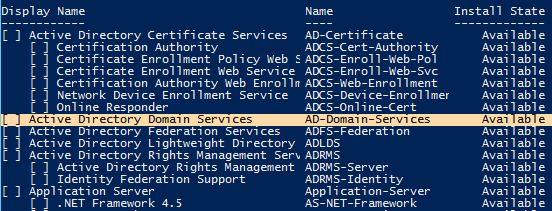 Display Name Name Install State
------------ ---- -------------
[ ] Active Directory Certificate Services AD-Certificate Available
[ ] Certification Authority ADCS-Cert-Authority Available
[ ] Certificate Enrollment Policy Web S ADCS-Enroll-Web-Pol Available
[ ] Certificate Enrollment Web Service ADCS-Enroll-Web-Svc Available
[ ] Certification Authority Web Enrollm ADCS-Web-Enrollment Available
[ ] Network Device Enrollment Service ADCS-Device-Enrollment Available
[ ] Online Responder ADCS-Online-Cert Available
[ ] Active Directory Domain Services AD-Domain-Services Available
[ ] Active Directory Federation Services ADFS-Federation Available
[ ] Active Directory Lightweight Directory ADLDS Available
[ ] Active Directory Rights Management Serv ADRMS Available
[ ] Active Directory Rights Management ADRMS-Server Available
[ ] Identity Federation Support ADRMS-Identity Available
[ ] Application Server Application-Server Available
[ ] .NET Framework 4.5 AS-NET-Framework Available